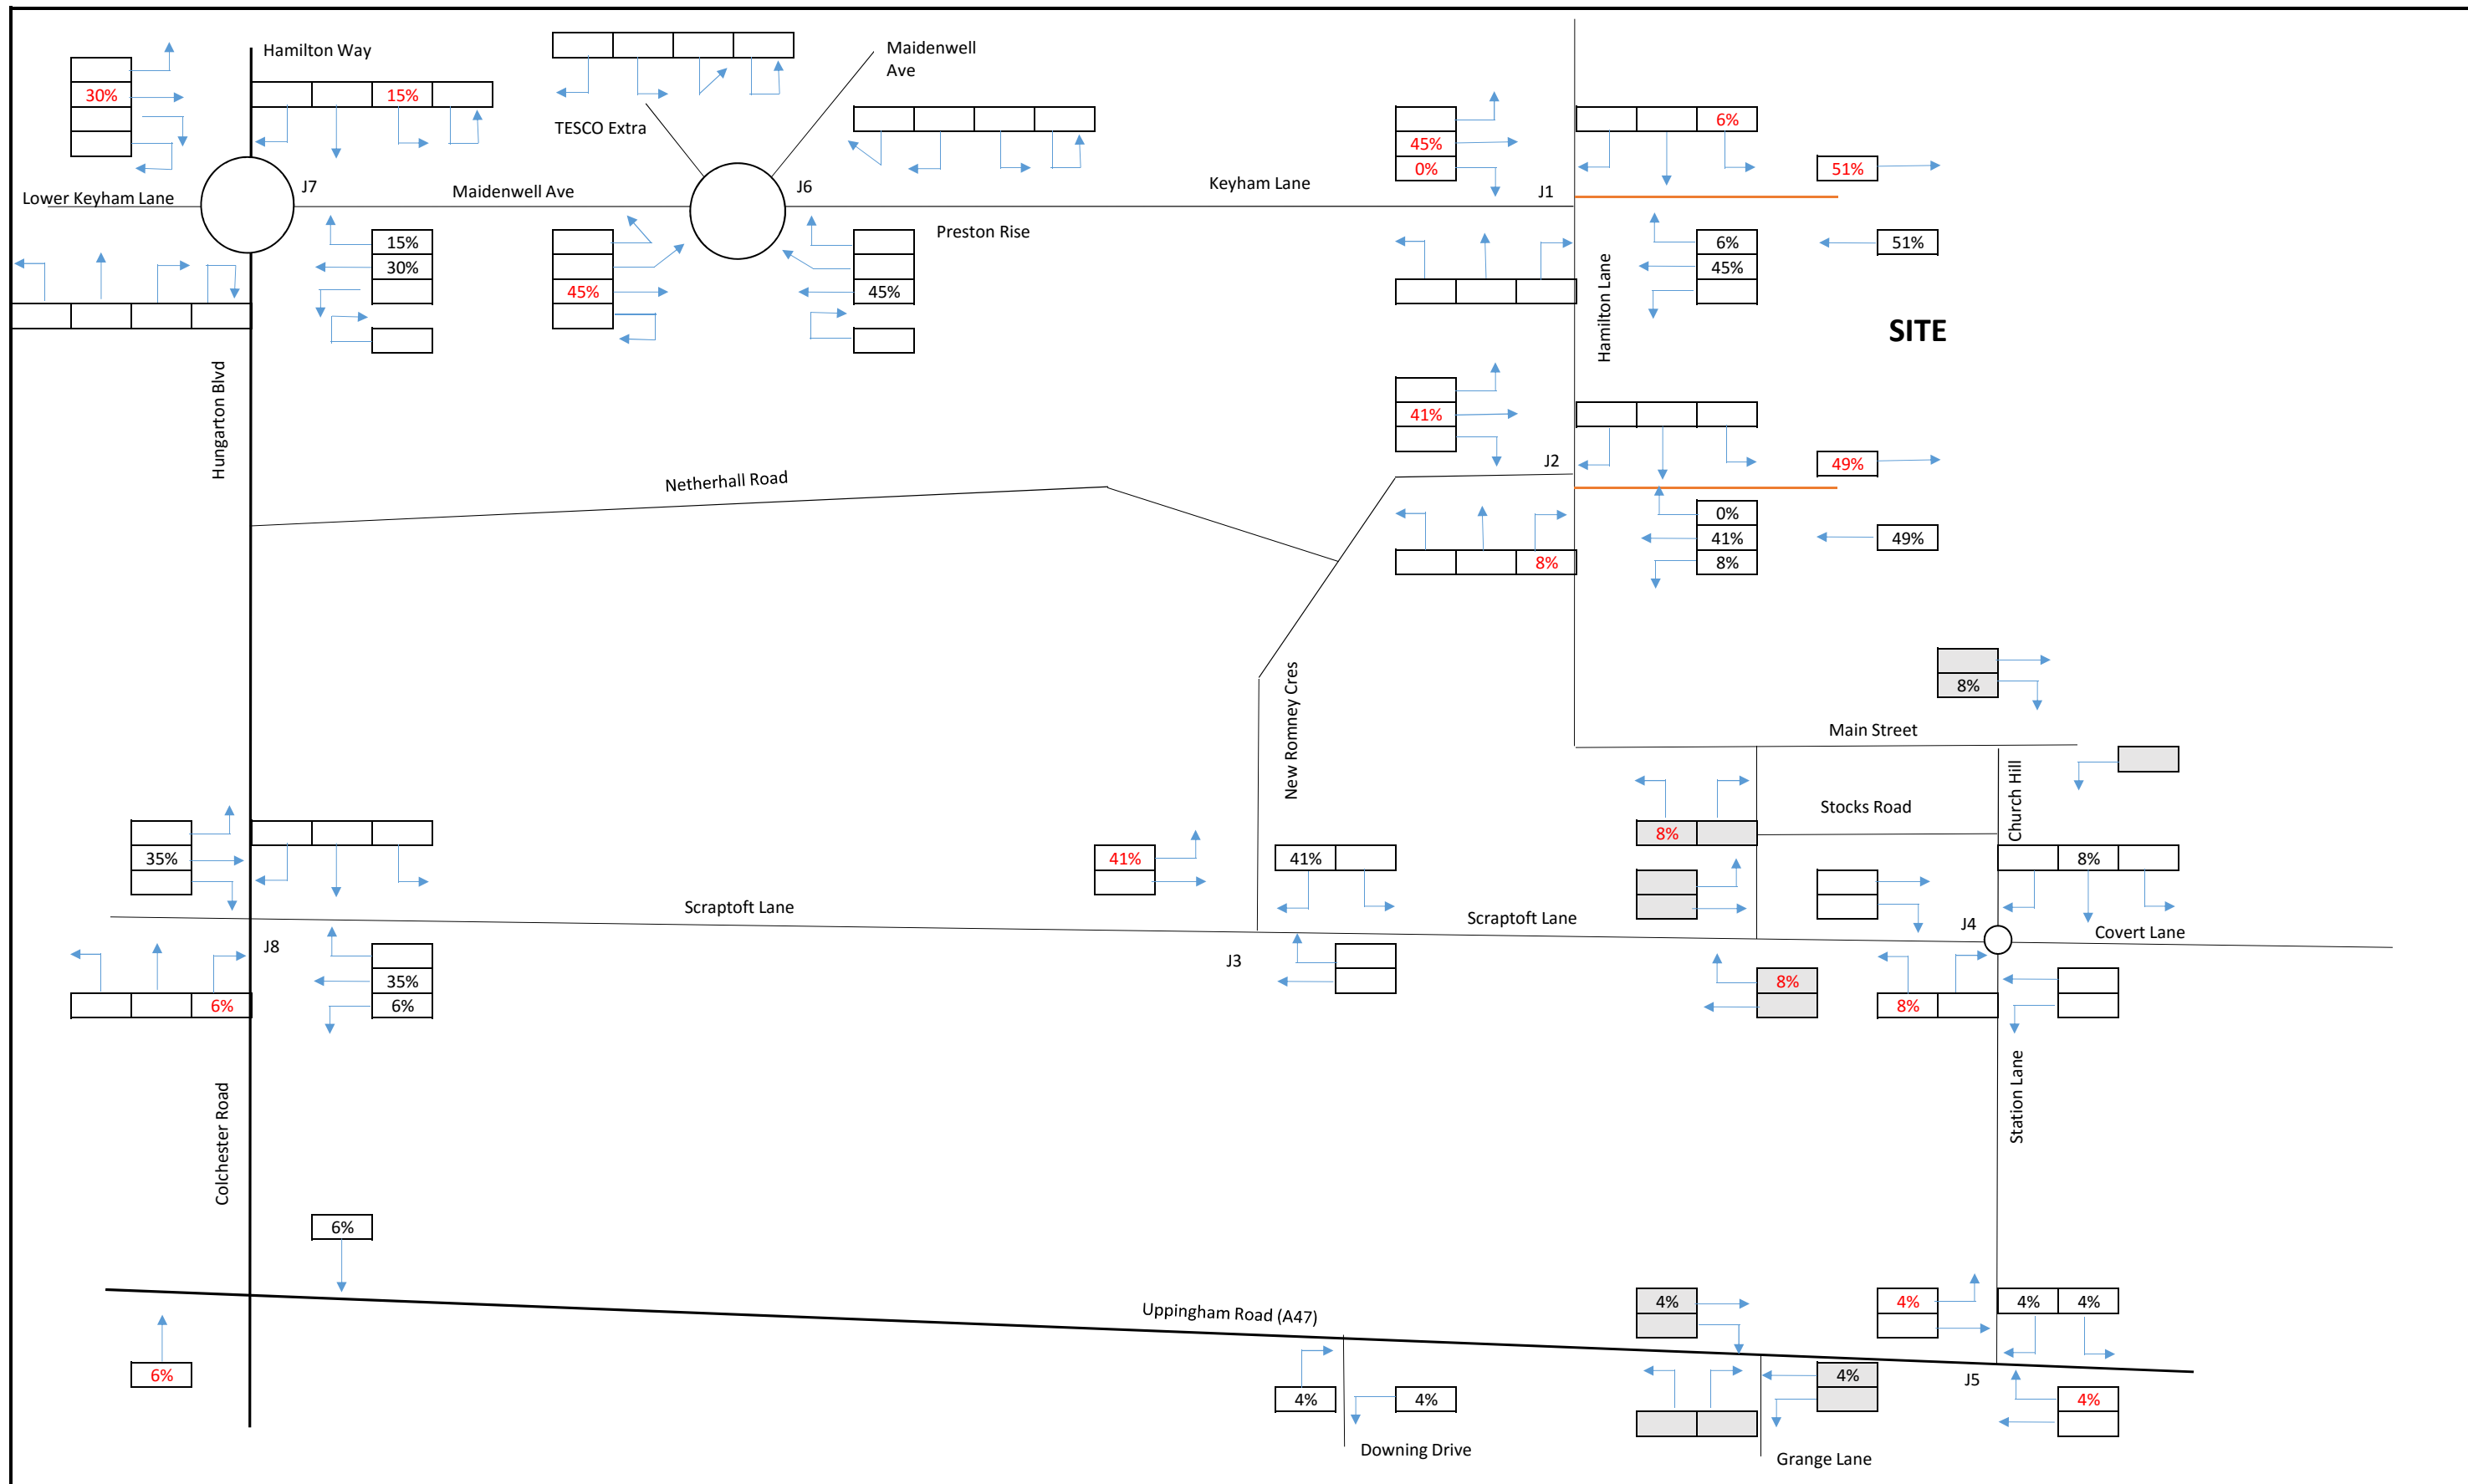 Hamilton Way
Maidenwell
Ave
30%
15%
TESCO Extra
6%
45%
0%
51%
Lower Keyham Lane
J7
Maidenwell Ave
J6
Keyham Lane
J1
Preston Rise
15%
30%
45%
45%
6%
45%
51%
Hamilton Lane
SITE
Hungarton Blvd
41%
J2
49%
Netherhall Road
0%
41%
8%
49%
8%
New Romney Cres
8%
Main Street
Church Hill
Stocks Road
8%
35%
41%
41%
8%
Scraptoft Lane
Scraptoft Lane
J4
Covert Lane
J8
J3
35%
6%
6%
8%
8%
Station Lane
Colchester Road
6%
Uppingham Road (A47)
4%
4%
4%
4%
6%
4%
4%
4%
J5
4%
Downing Drive
Grange Lane